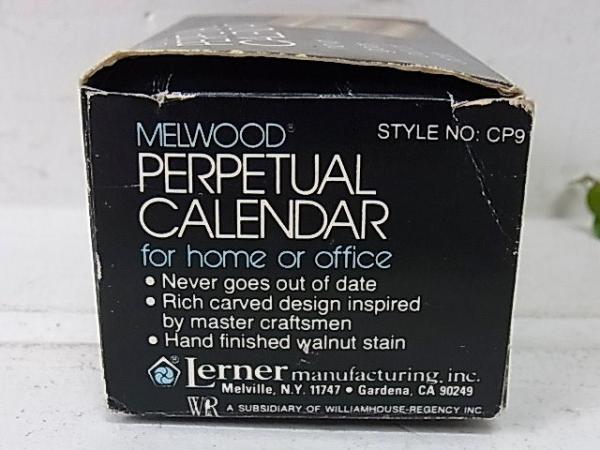 MELWOOD®
STYLE NO: CP9
PERPETUAL
CALENDAR
for home or office
• Never goes out of date
• Rich carved design inspired
by master craftsmen
• Hand finished walnut stain
® Lerner manufacturing, inc.
Melville, N.Y. 11747 • Gardena, CA 90249
WR A SUBSIDIARY OF WILLIAMHOUSE-REGENCY INC.